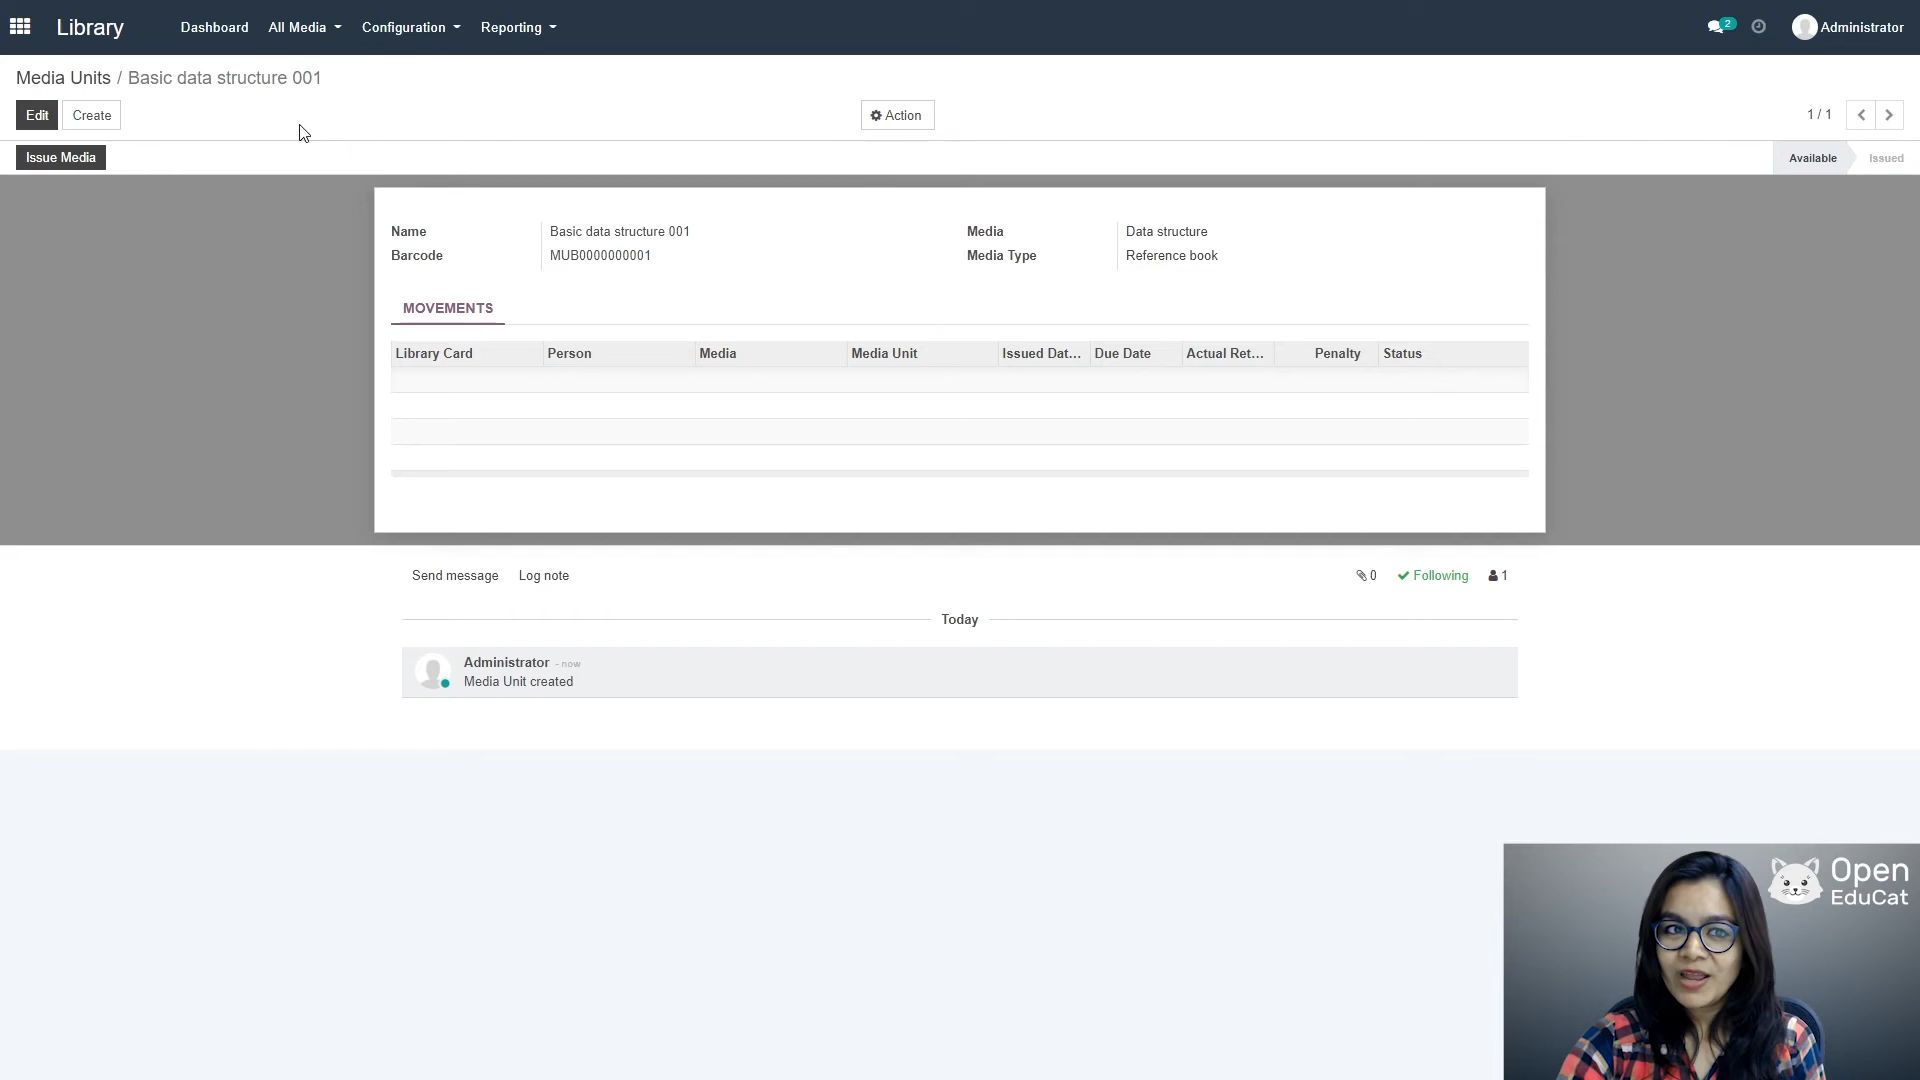 Library Dashboard All Media Configuration Reporting 2 Administrator
Media Units / Basic data structure 001
Edit Create Action 1 / 1
Issue Media Available Issued
Name Basic data structure 001 Media Data structure
Barcode MUB0000000001 Media Type Reference book
MOVEMENTS
Library Card Person Media Media Unit Issued Dat... Due Date Actual Ret... Penalty Status
Send message Log note 0 Following 1
Today
Administrator - now
Media Unit created
Open
EduCat